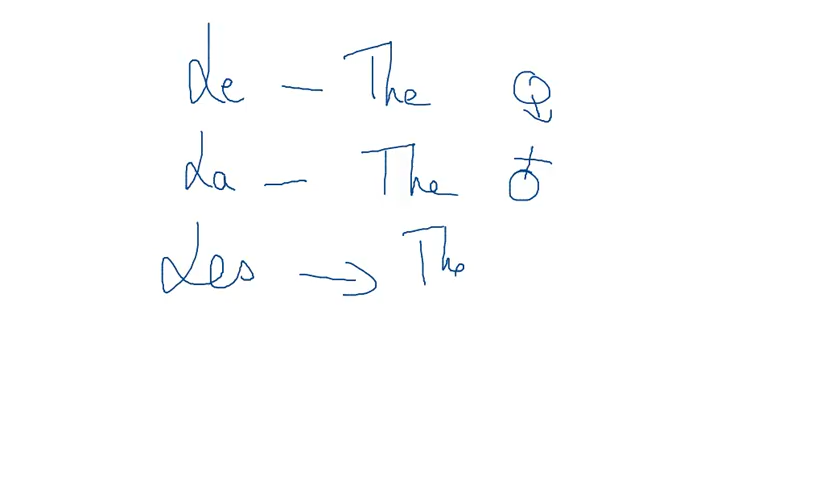 Le – The
La – The
Les → The